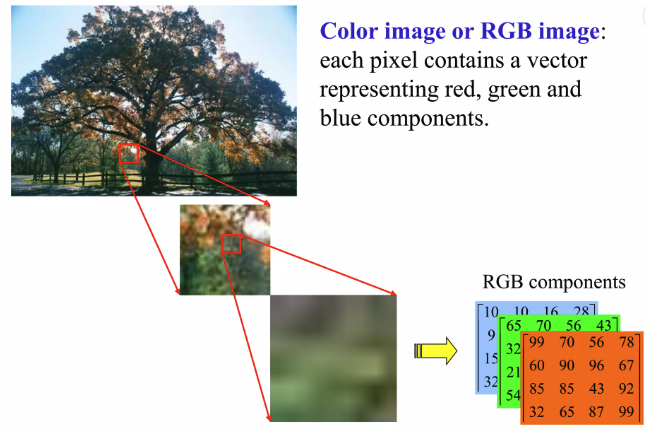 Color image or RGB image:
each pixel contains a vector
representing red, green and
blue components.
RGB components
10 10 16 28
9
15
32
65 70 56 43
32
21
54
99 70 56 78
60 90 96 67
85 85 43 92
32 65 87 99